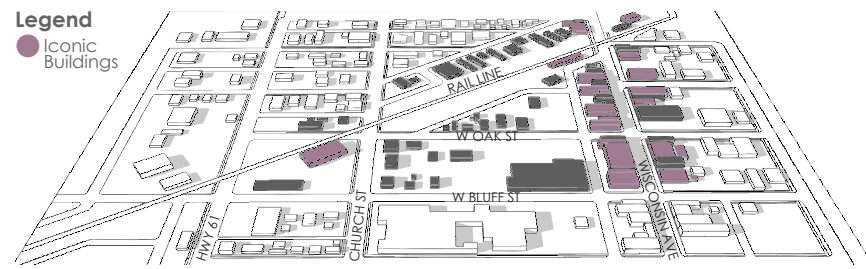 Legend
Iconic
Buildings
RAIL LINE
W OAK ST
W BLUFF ST
HWY 61
CHURCH ST
WISCONSIN AVE